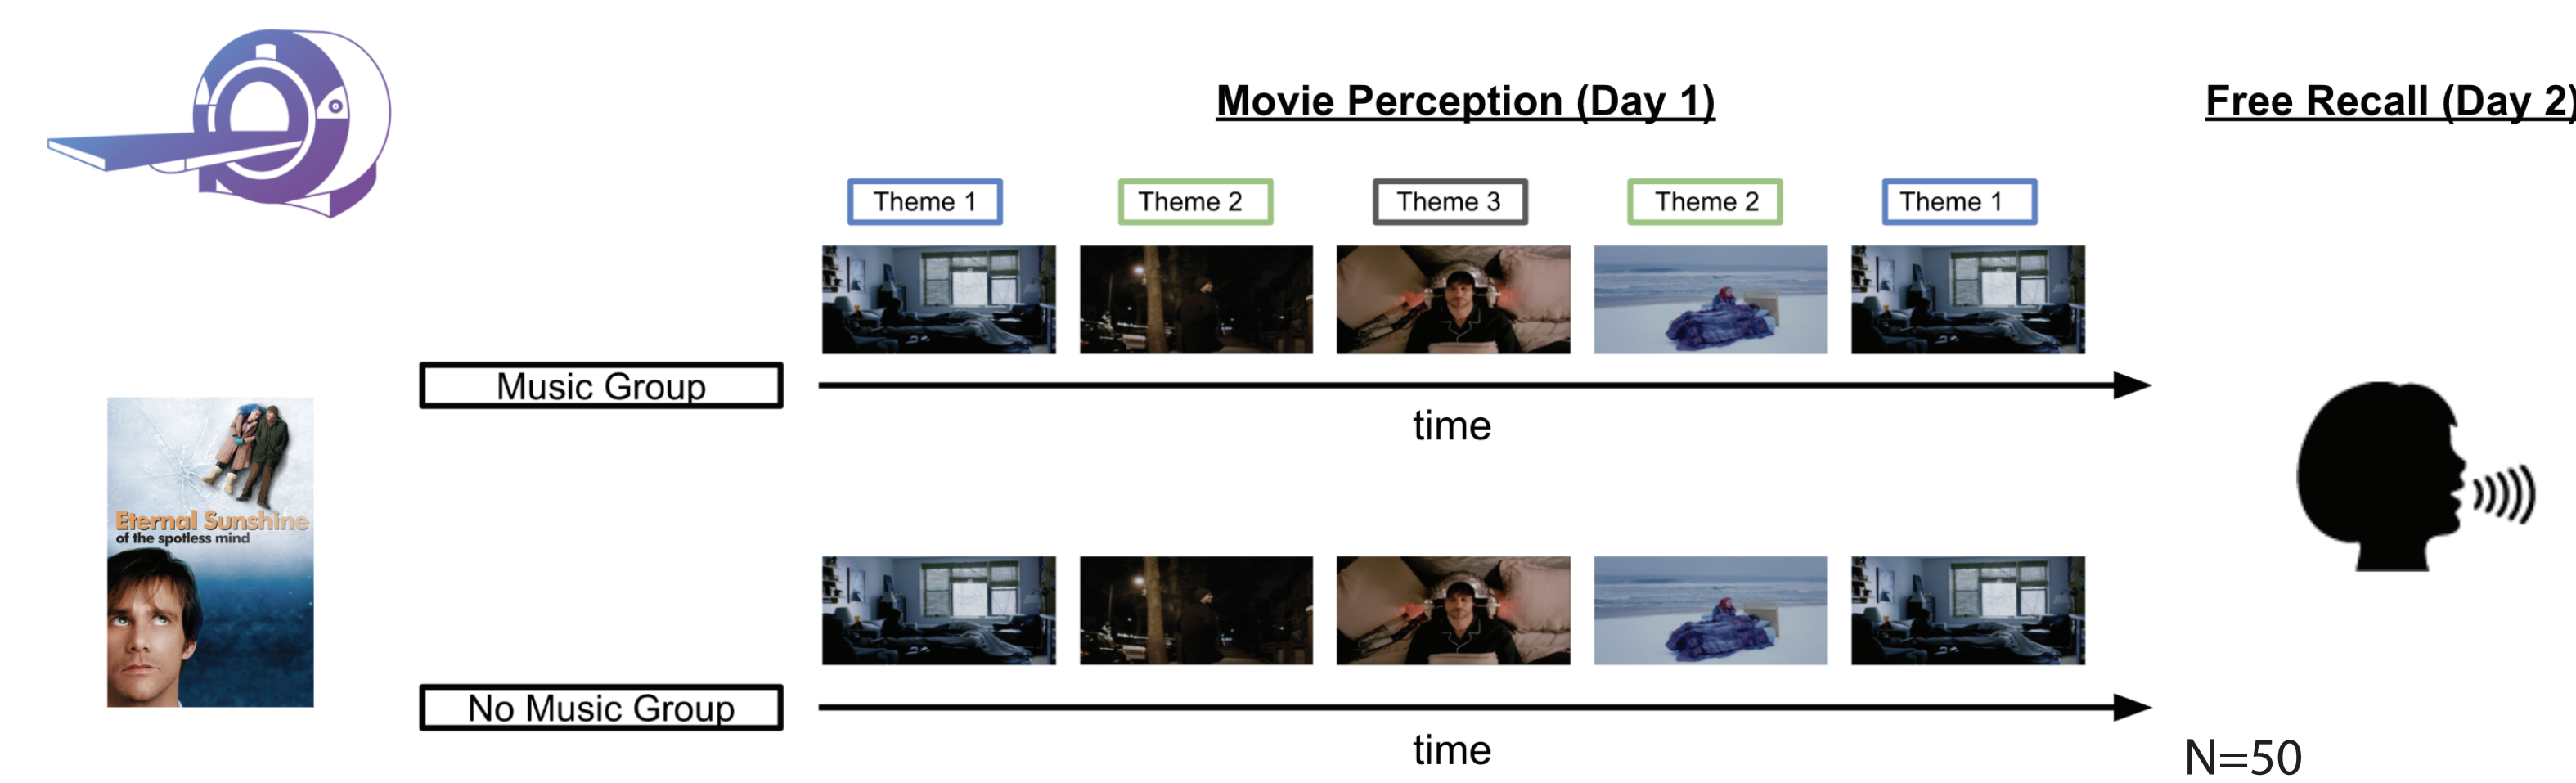 Movie Perception (Day 1)
Free Recall (Day 2)
Theme 1
Theme 2
Theme 3
Theme 2
Theme 1
Music Group
time
Eternal Sunshine
of the spotless mind
No Music Group
time
N=50